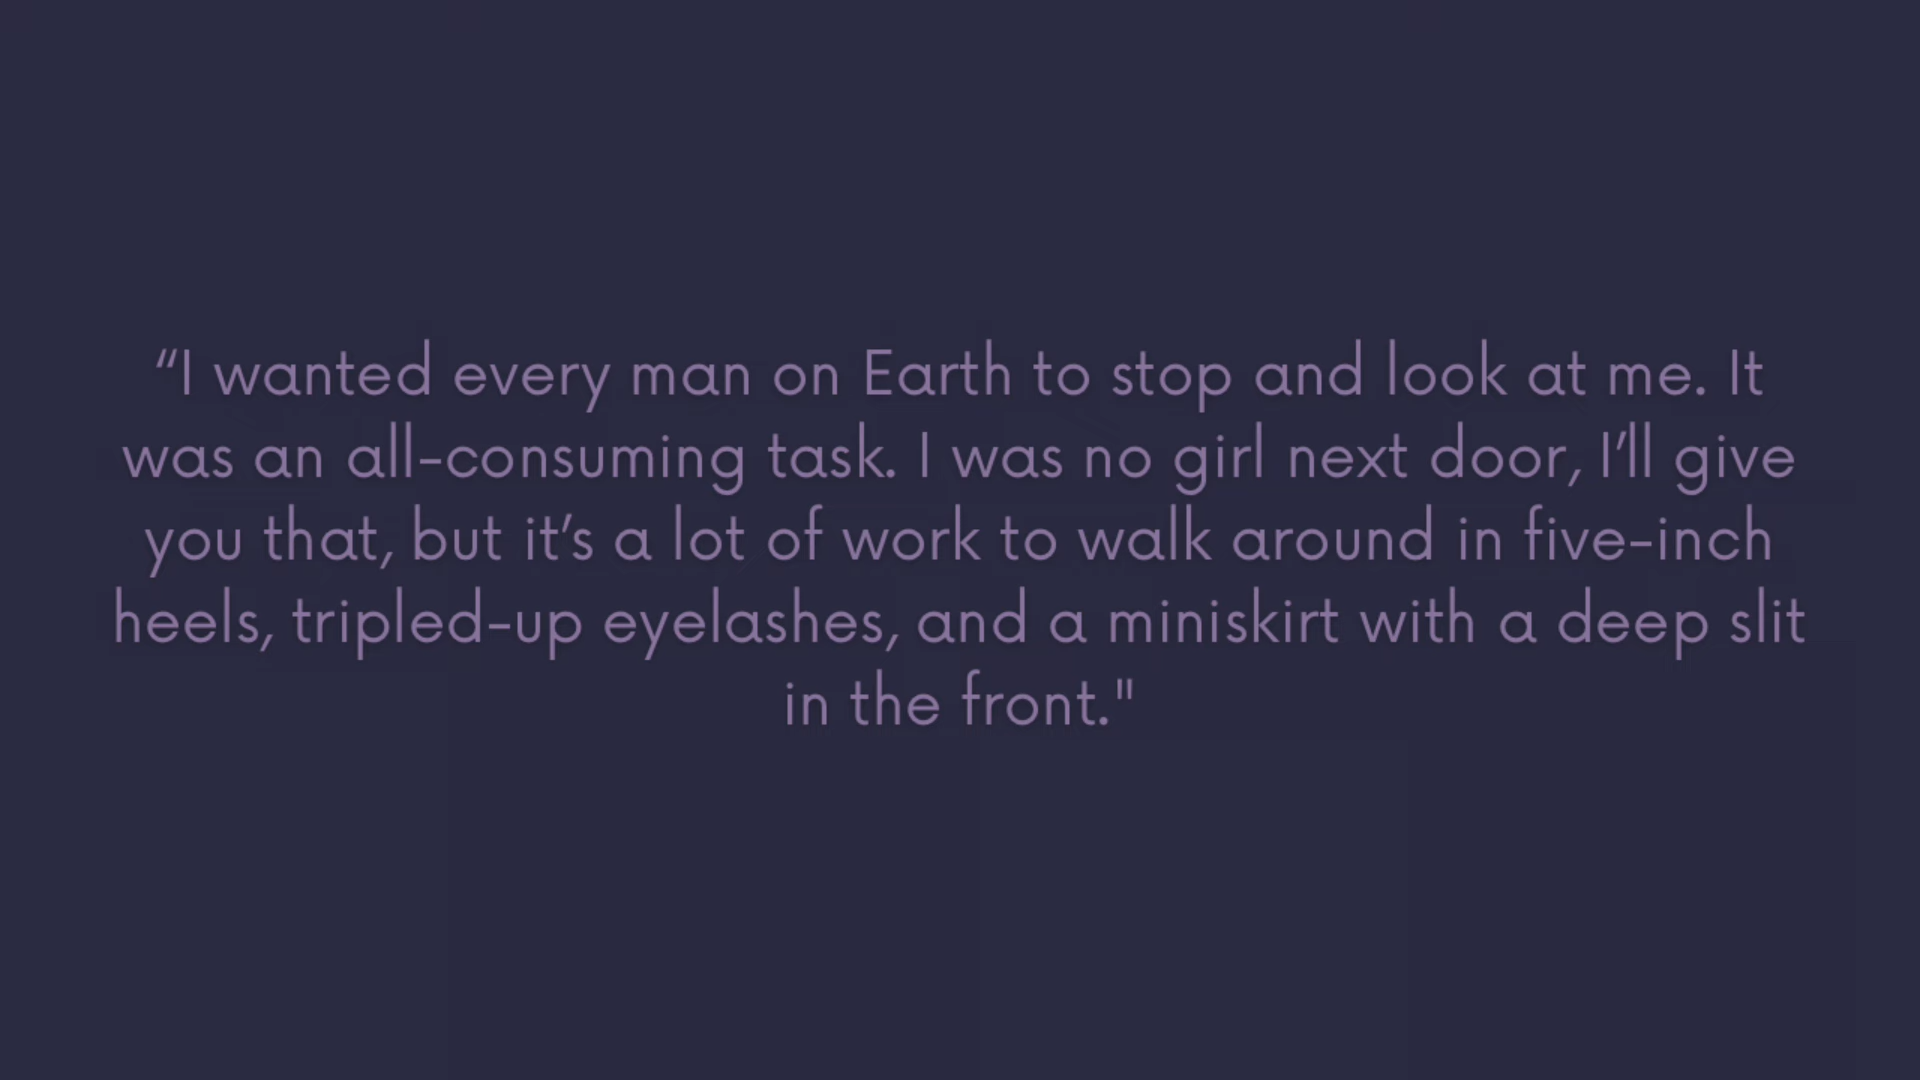 “I wanted every man on Earth to stop and look at me. It
was an all-consuming task. I was no girl next door, I’ll give
you that, but it’s a lot of work to walk around in five-inch
heels, tripled-up eyelashes, and a miniskirt with a deep slit
in the front."